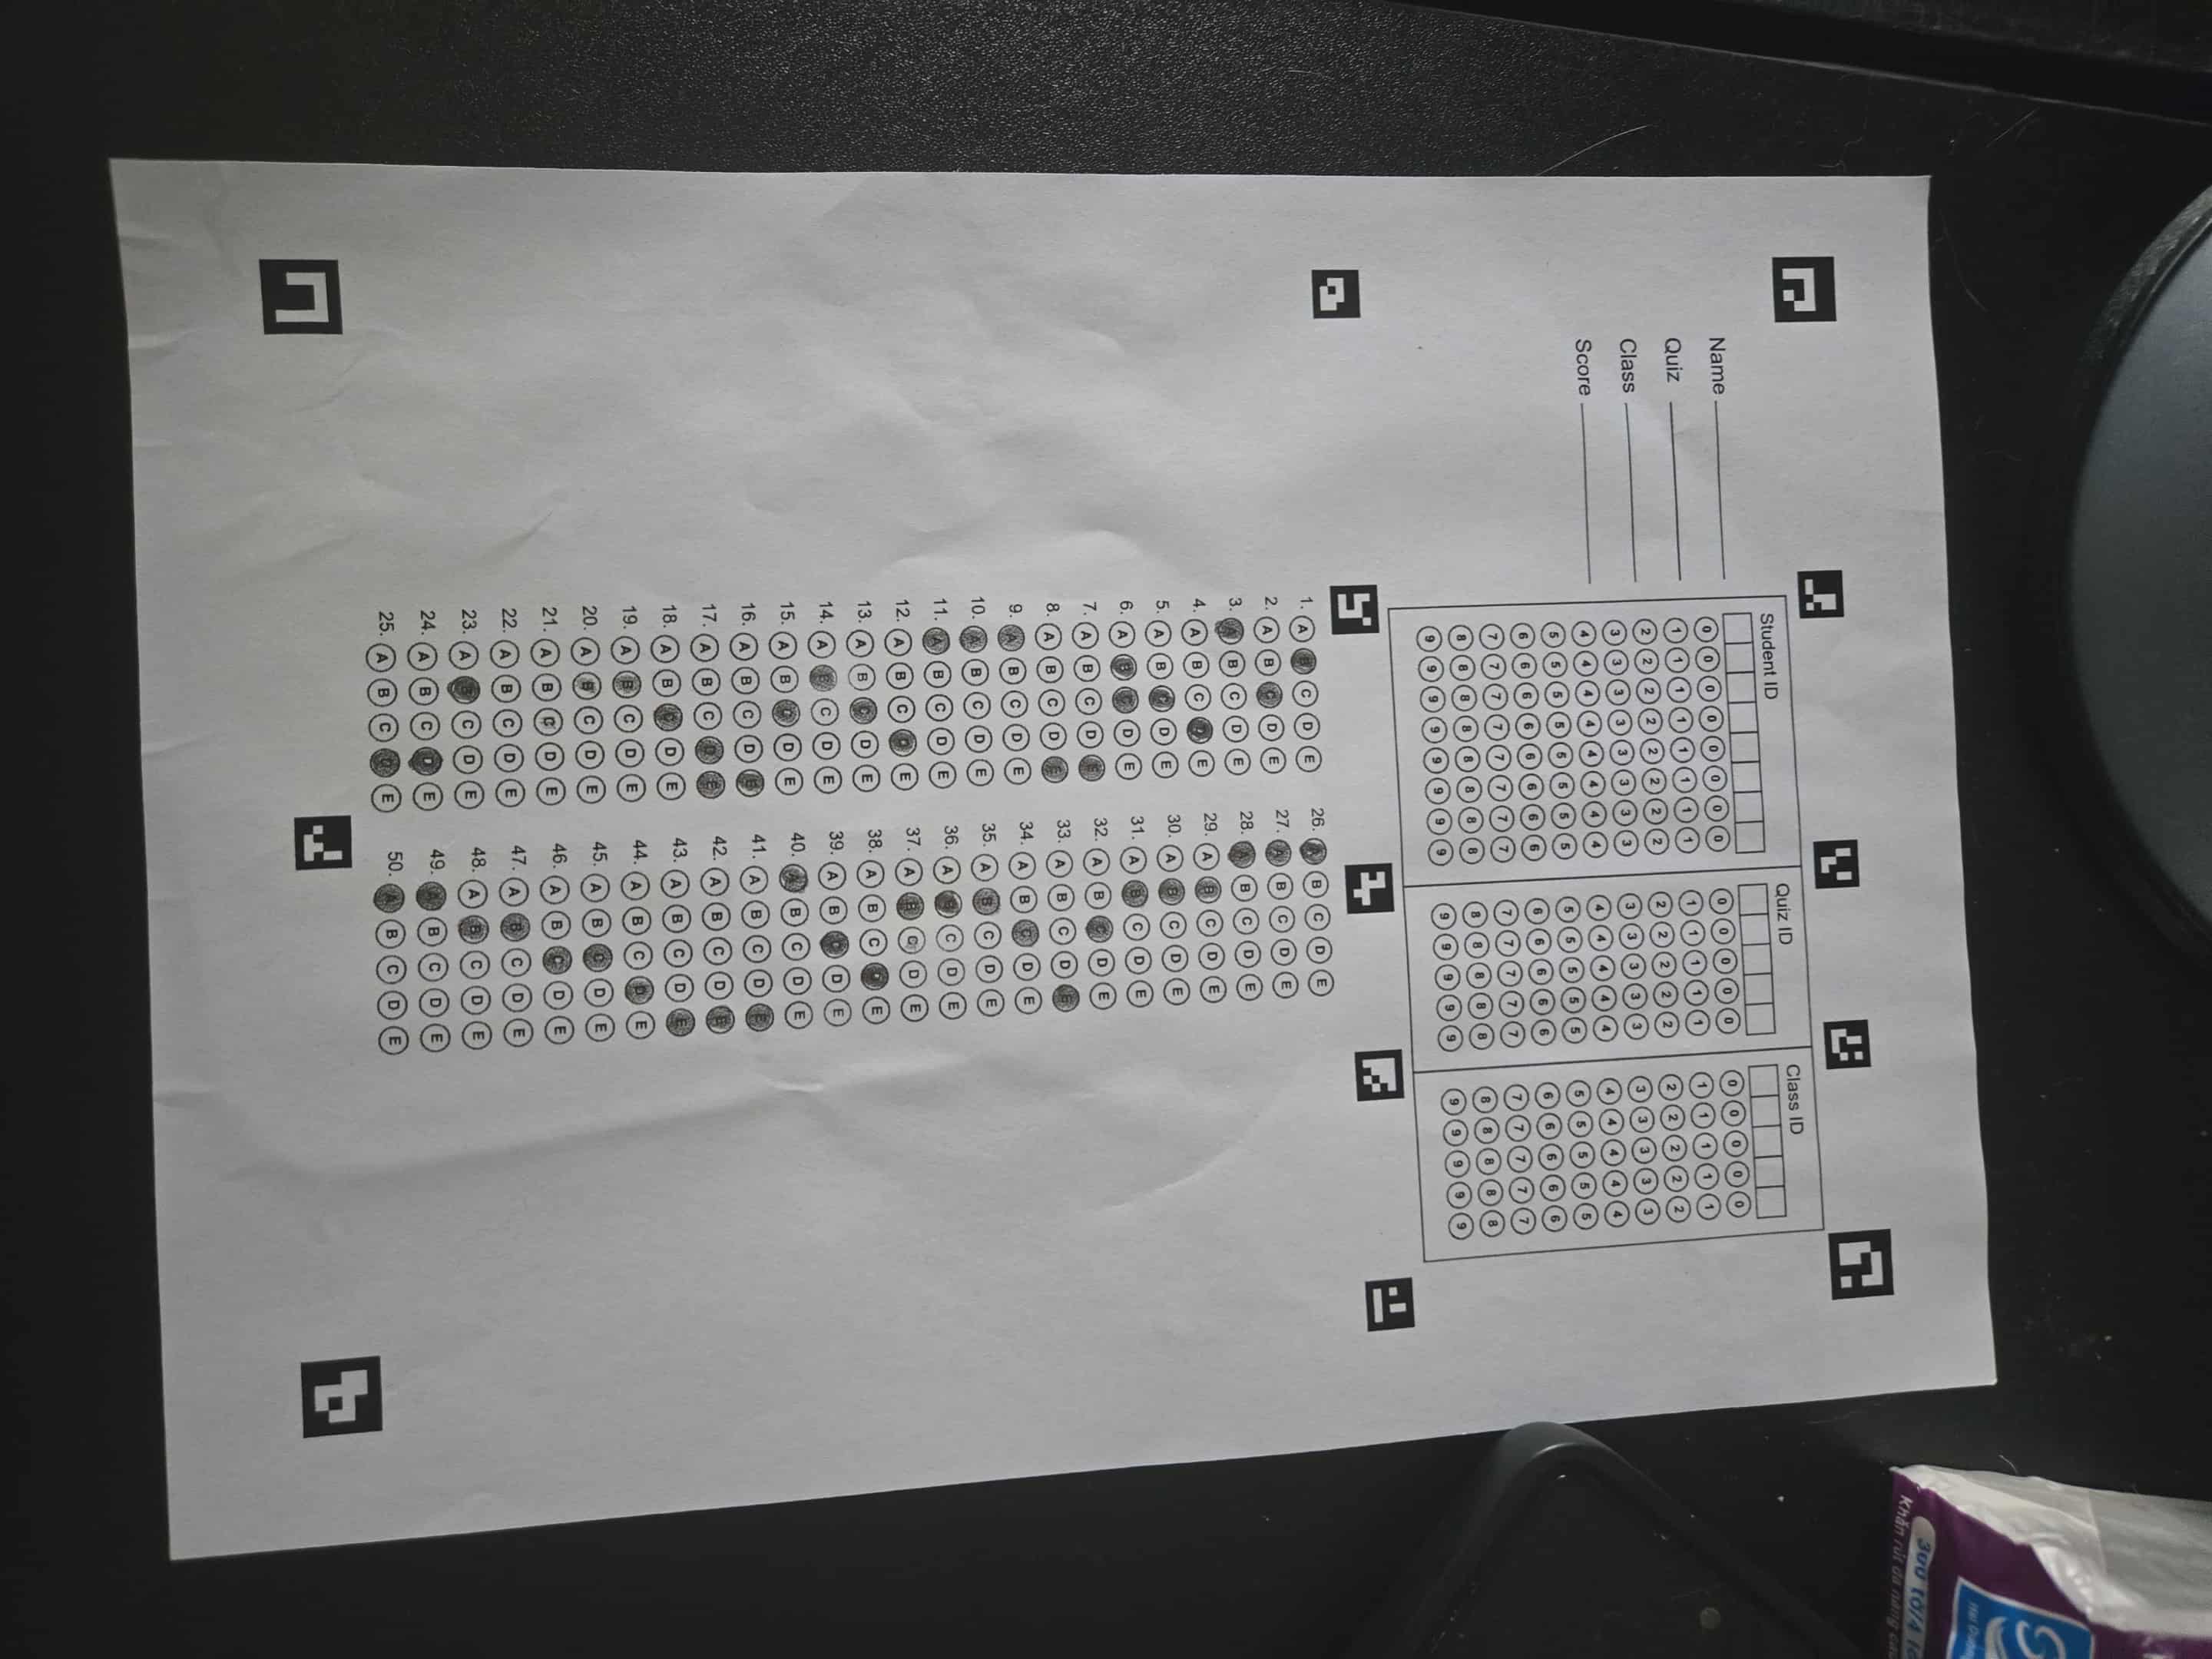 300 tờ/4 l
Khăn rút đa năng ca
Student ID
Quiz ID
Class ID
Name
Quiz
Class
Score
0 0 0 0 0 0 0 0 0 0 0 0 0 0 0 0 0 0
1 1 1 1 1 1 1 1 1 1 1 1 1 1 1 1 1 1
2 2 2 2 2 2 2 2 2 2 2 2 2 2 2 2 2 2
3 3 3 3 3 3 3 3 3 3 3 3 3 3 3 3 3 3
4 4 4 4 4 4 4 4 4 4 4 4 4 4 4 4 4 4
5 5 5 5 5 5 5 5 5 5 5 5 5 5 5 5 5 5
6 6 6 6 6 6 6 6 6 6 6 6 6 6 6 6 6 6
7 7 7 7 7 7 7 7 7 7 7 7 7 7 7 7 7 7
8 8 8 8 8 8 8 8 8 8 8 8 8 8 8 8 8 8
9 9 9 9 9 9 9 9 9 9 9 9 9 9 9 9 9 9
1. A B C D E
2. A B C D E
3. A B C D E
4. A B C D E
5. A B C D E
6. A B C D E
7. A B C D E
8. A B C D E
9. A B C D E
10. A B C D E
11. A B C D E
12. A B C D E
13. A B C D E
14. A B C D E
15. A B C D E
16. A B C D E
17. A B C D E
18. A B C D E
19. A B C D E
20. A B C D E
21. A B C D E
22. A B C D E
23. A B C D E
24. A B C D E
25. A B C D E
26. A B C D E
27. A B C D E
28. A B C D E
29. A B C D E
30. A B C D E
31. A B C D E
32. A B C D E
33. A B C D E
34. A B C D E
35. A B C D E
36. A B C D E
37. A B C D E
38. A B C D E
39. A B C D E
40. A B C D E
41. A B C D E
42. A B C D E
43. A B C D E
44. A B C D E
45. A B C D E
46. A B C D E
47. A B C D E
48. A B C D E
49. A B C D E
50. A B C D E